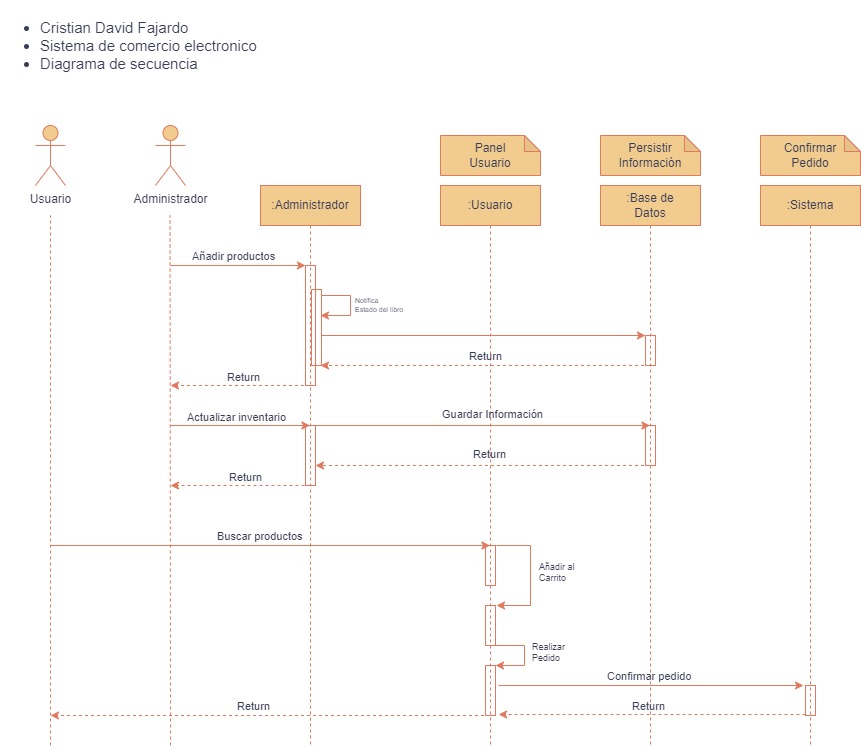 Cristian David Fajardo
Sistema de comercio electronico
Diagrama de secuencia
Panel
Usuario
Persistir
Información
Confirmar
Pedido
Usuario
Administrador
:Administrador
:Usuario
:Base de
Datos
:Sistema
Añadir productos
Notifica
Estado del libro
Return
Return
Actualizar inventario
Guardar Información
Return
Return
Buscar productos
Añadir al
Carrito
Realizar
Pedido
Confirmar pedido
Return
Return